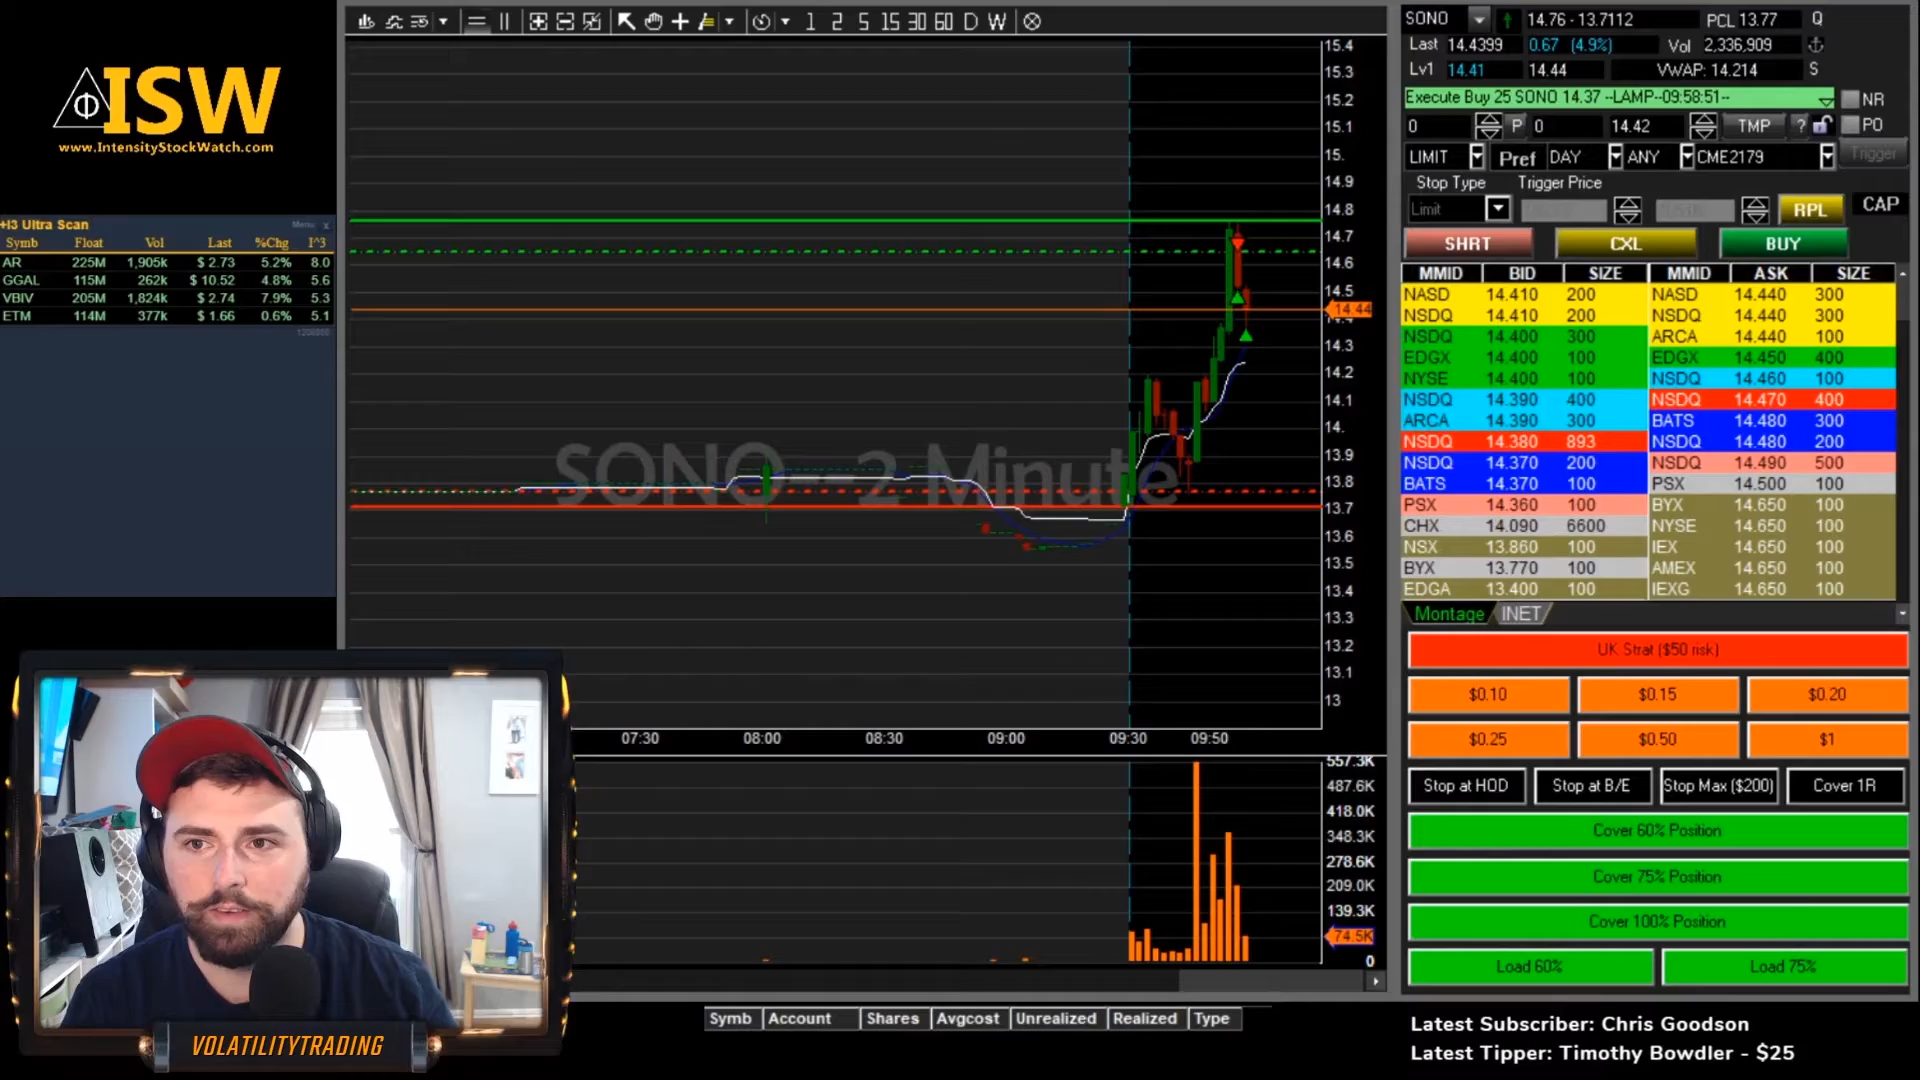 ISW
www.IntensityStockWatch.com
+I3 Ultra Scan Menu x
Symb Float Vol Last %Chg I^3
AR 225M 1,905k $ 2.73 5.2% 8.0
GGAL 115M 262k $ 10.52 4.8% 5.6
VBIV 205M 1,824k $ 2.74 7.9% 5.3
ETM 114M 377k $ 1.66 0.6% 5.1
1 2 5 15 30 60 D W
SONO--2 Minute
15.4
15.3
15.2
15.1
15.
14.9
14.8
14.7
14.6
14.5
14.44
14.3
14.2
14.1
14.
13.9
13.8
13.7
13.6
13.5
13.4
13.3
13.2
13.1
13
07:30 08:00 08:30 09:00 09:30 09:50
557.3K
487.6K
418.0K
348.3K
278.6K
209.0K
139.3K
74.5K
0
SONO 14.76 - 13.7112 PCL 13.77 Q
Last 14.4399 0.67 (4.9%) Vol 2,336,909
Lv1 14.41 14.44 VWAP: 14.214 S
Execute Buy 25 SONO 14.37 --LAMP--09:58:51-- NR
0 P 0 14.42 TMP ? PO
LIMIT Pref DAY ANY CME2179 Trigger
Stop Type Trigger Price
Limit RPL CAP
SHRT CXL BUY
MMID BID SIZE MMID ASK SIZE
NASD 14.410 200 NASD 14.440 300
NSDQ 14.410 200 NSDQ 14.440 300
NSDQ 14.400 300 ARCA 14.440 100
EDGX 14.400 100 EDGX 14.450 400
NYSE 14.400 100 NSDQ 14.460 100
NSDQ 14.390 400 NSDQ 14.470 400
ARCA 14.390 300 BATS 14.480 300
NSDQ 14.380 893 NSDQ 14.480 200
NSDQ 14.370 200 NSDQ 14.490 500
BATS 14.370 100 PSX 14.500 100
PSX 14.360 100 BYX 14.650 100
CHX 14.090 6600 NYSE 14.650 100
NSX 13.860 100 IEX 14.650 100
BYX 13.770 100 AMEX 14.650 100
EDGA 13.400 100 IEXG 14.650 100
Montage INET
UK Strat ($50 risk)
$0.10 $0.15 $0.20
$0.25 $0.50 $1
Stop at HOD Stop at B/E Stop Max ($200) Cover 1R
Cover 60% Position
Cover 75% Position
Cover 100% Position
Load 60% Load 75%
Symb Account Shares Avgcost Unrealized Realized Type
VOLATILITYTRADING
Latest Subscriber: Chris Goodson
Latest Tipper: Timothy Bowdler - $25